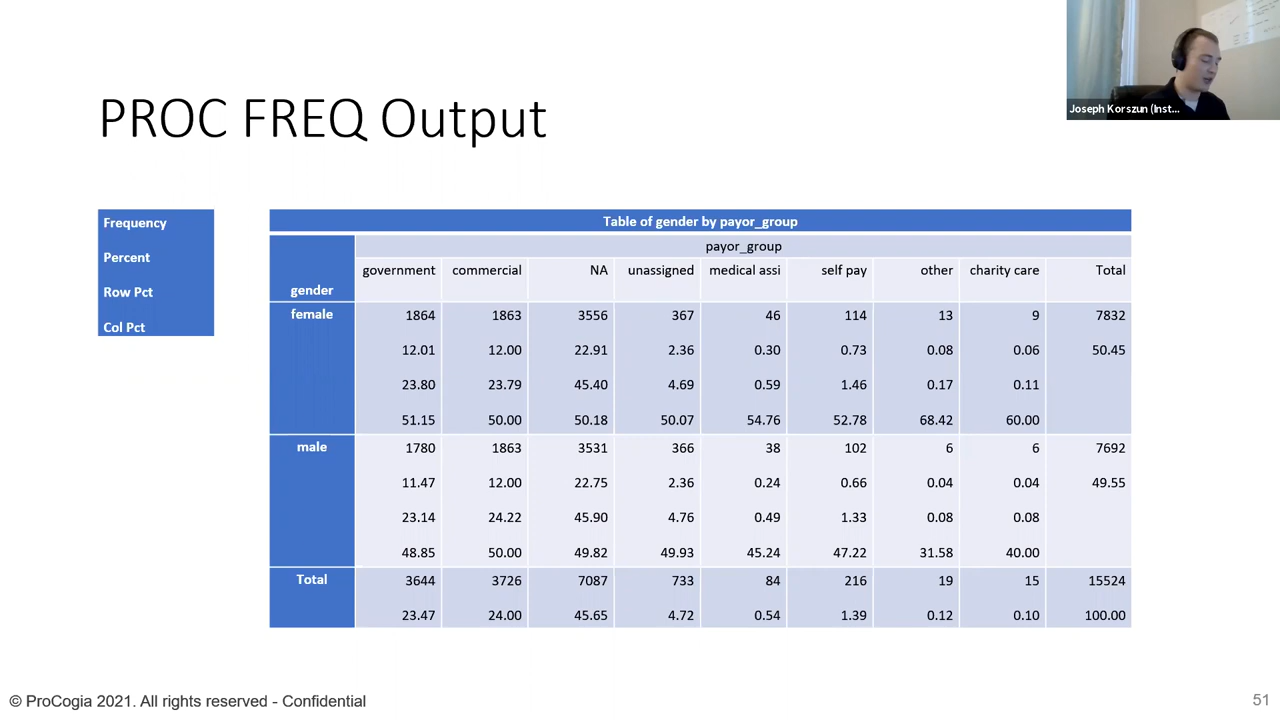 Joseph Korszun (Inst...
PROC FREQ Output
Frequency
Percent
Row Pct
Col Pct
Table of gender by payor_group
payor_group
gender government commercial NA unassigned medical assi self pay other charity care Total
female 1864 1863 3556 367 46 114 13 9 7832
12.01 12.00 22.91 2.36 0.30 0.73 0.08 0.06 50.45
23.80 23.79 45.40 4.69 0.59 1.46 0.17 0.11
51.15 50.00 50.18 50.07 54.76 52.78 68.42 60.00
male 1780 1863 3531 366 38 102 6 6 7692
11.47 12.00 22.75 2.36 0.24 0.66 0.04 0.04 49.55
23.14 24.22 45.90 4.76 0.49 1.33 0.08 0.08
48.85 50.00 49.82 49.93 45.24 47.22 31.58 40.00
Total 3644 3726 7087 733 84 216 19 15 15524
23.47 24.00 45.65 4.72 0.54 1.39 0.12 0.10 100.00
© ProCogia 2021. All rights reserved - Confidential
51